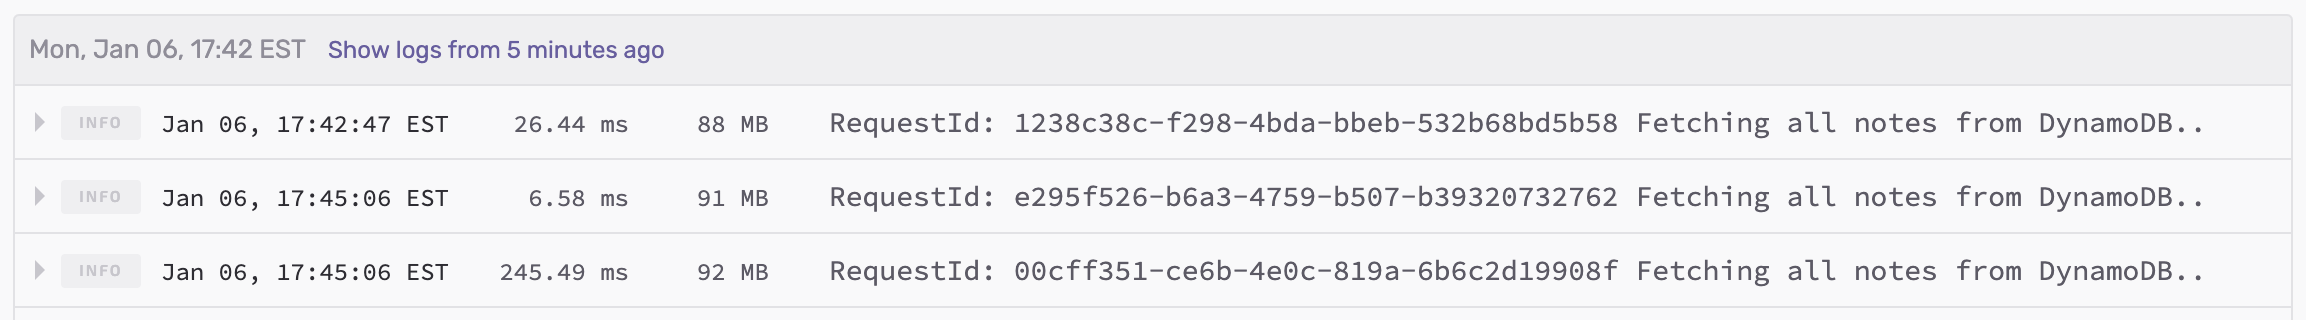 Mon, Jan 06, 17:42 EST Show logs from 5 minutes ago
INFO Jan 06, 17:42:47 EST 26.44 ms 88 MB RequestId: 1238c38c-f298-4bda-bbeb-532b68bd5b58 Fetching all notes from DynamoDB..
INFO Jan 06, 17:45:06 EST 6.58 ms 91 MB RequestId: e295f526-b6a3-4759-b507-b39320732762 Fetching all notes from DynamoDB..
INFO Jan 06, 17:45:06 EST 245.49 ms 92 MB RequestId: 00cff351-ce6b-4e0c-819a-6b6c2d19908f Fetching all notes from DynamoDB..